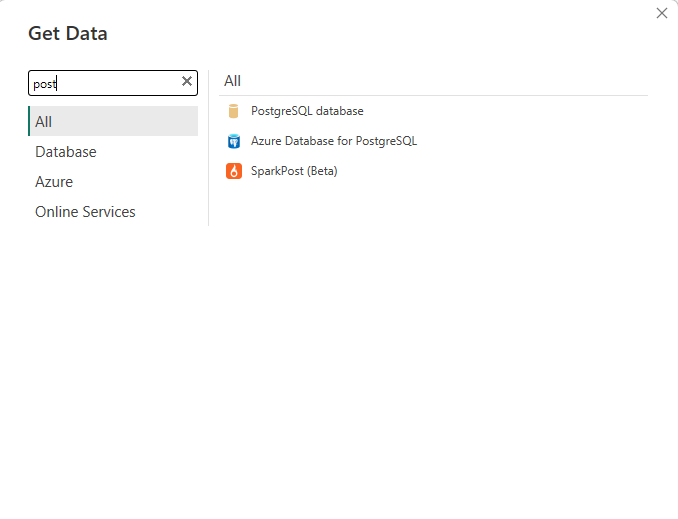 Get Data
post
All
Database
Azure
Online Services
All
PostgreSQL database
Azure Database for PostgreSQL
SparkPost (Beta)